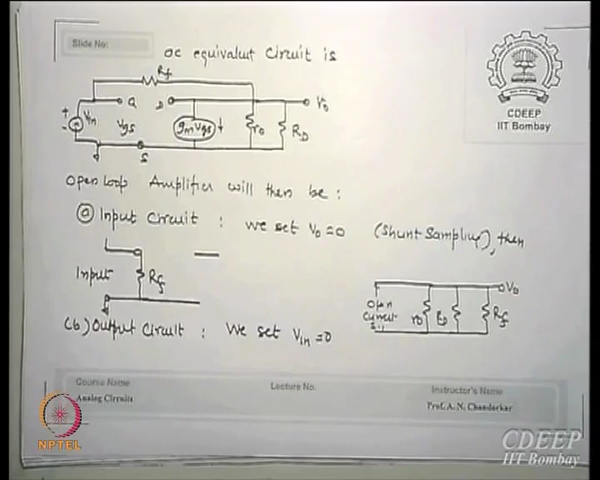 Slide No:
ac equivalent circuit is
Rf
Vin
G
Vgs
D
gmVgs
ro
RD
Vo
S
Open loop Amplifier will then be :
(a) Input Circuit : We set Vo = 0 (Shunt Sampling), then
Input
Rf
Open
Current
ro
RD
Rf
Vo
(b) Output Circuit : We set Vin = 0
Course Name
Analog Circuits
Lecture No.
Instructor's Name
Prof. A. N. Chandorkar
CDEEP
IIT Bombay
NPTEL
CDEEP
IIT Bombay